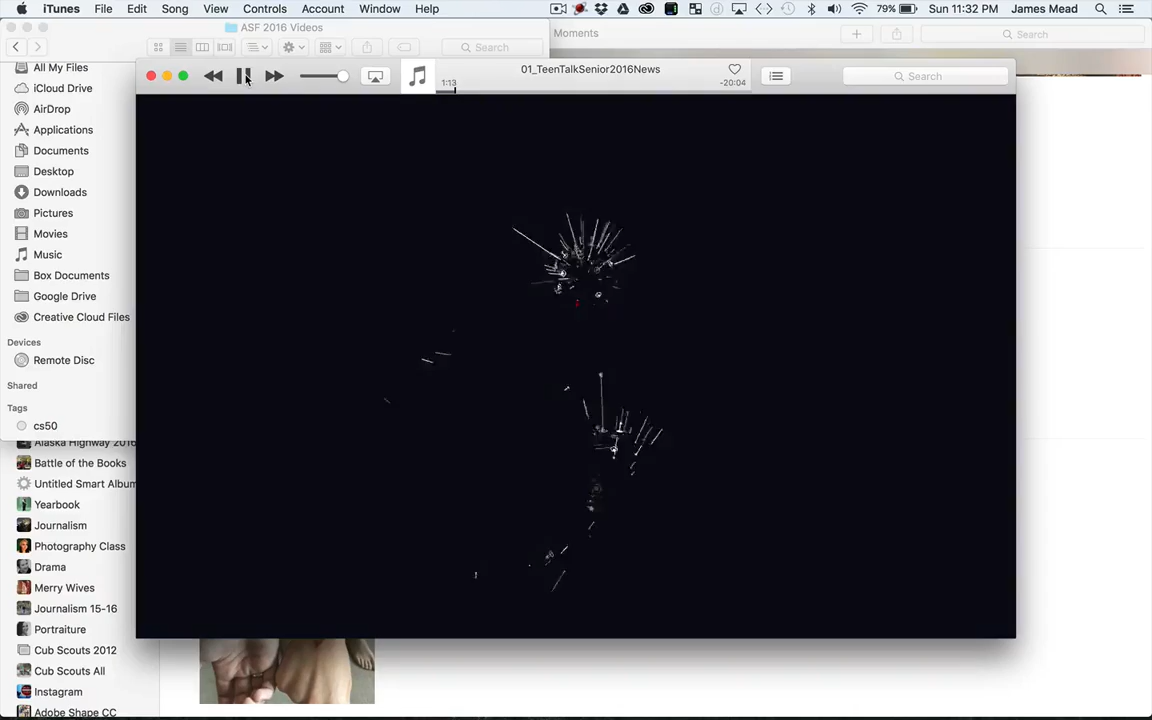 iTunes File Edit Song View Controls Account Window Help 79% Sun 11:32 PM James Mead
ASF 2016 Videos
Moments
Search
Search
01_TeenTalkSenior2016News
1:13 -20:04
Search
All My Files
iCloud Drive
AirDrop
Applications
Documents
Desktop
Downloads
Pictures
Movies
Music
Box Documents
Google Drive
Creative Cloud Files
Devices
Remote Disc
Shared
Tags
cs50
Alaska Highway 2016
Battle of the Books
Untitled Smart Album
Yearbook
Journalism
Photography Class
Drama
Merry Wives
Journalism 15-16
Portraiture
Cub Scouts 2012
Cub Scouts All
Instagram
Adobe Shape CC